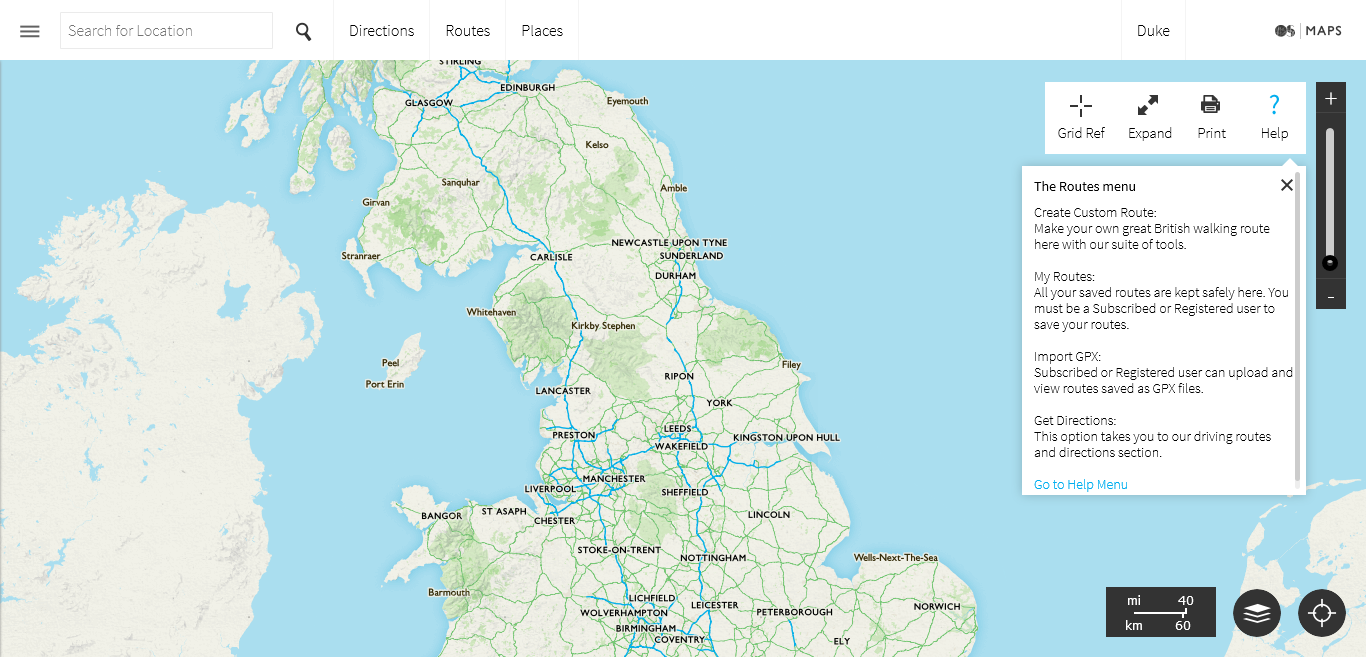 Search for Location
Directions
Routes
Places
Duke
OS MAPS
Grid Ref
Expand
Print
Help
+
-
The Routes menu
Create Custom Route:
Make your own great British walking route
here with our suite of tools.
My Routes:
All your saved routes are kept safely here. You
must be a Subscribed or Registered user to
save your routes.
Import GPX:
Subscribed or Registered user can upload and
view routes saved as GPX files.
Get Directions:
This option takes you to our driving routes
and directions section.
Go to Help Menu
STIRLING
EDINBURGH
GLASGOW
Eyemouth
Kelso
Sanquhar
Amble
Girvan
NEWCASTLE UPON TYNE
Stranraer
CARLISLE
SUNDERLAND
DURHAM
Whitehaven
Kirkby Stephen
Peel
Filey
Port Erin
RIPON
LANCASTER
YORK
PRESTON
LEEDS
KINGSTON UPON HULL
WAKEFIELD
MANCHESTER
LIVERPOOL
SHEFFIELD
BANGOR
ST ASAPH
CHESTER
LINCOLN
STOKE-ON-TRENT
NOTTINGHAM
Wells-Next-The-Sea
Barmouth
LICHFIELD
LEICESTER
NORWICH
WOLVERHAMPTON
PETERBOROUGH
BIRMINGHAM
COVENTRY
ELY
mi 40
km 60